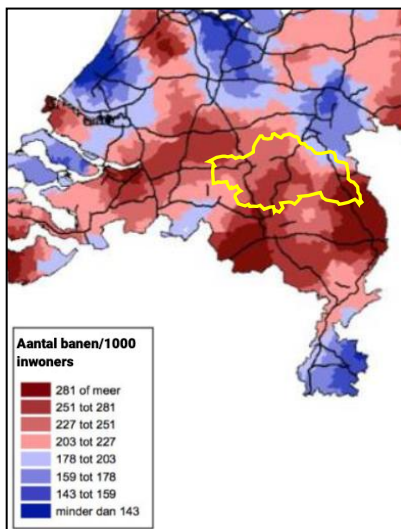 Aantal banen/1000
inwoners
281 of meer
251 tot 281
227 tot 251
203 tot 227
178 tot 203
159 tot 178
143 tot 159
minder dan 143